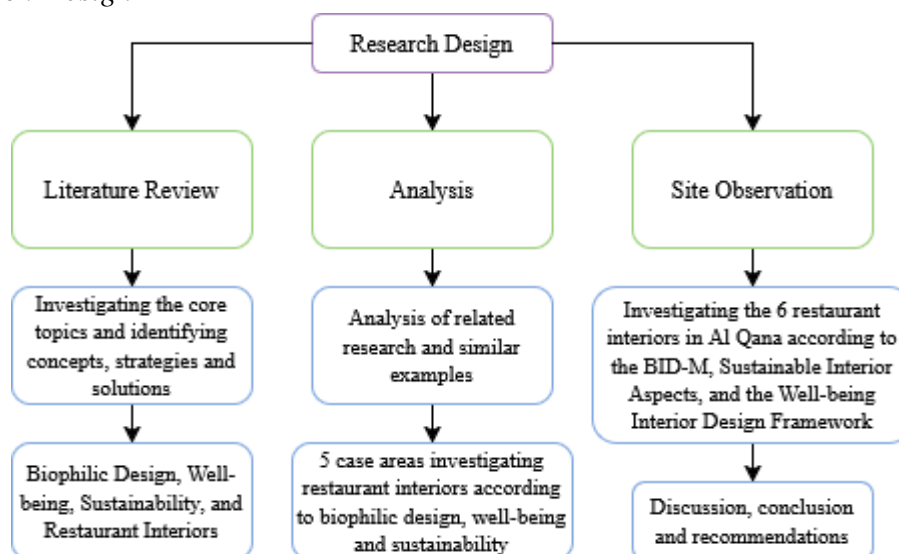 Research Design
Literature Review
Analysis
Site Observation
Investigating the core
topics and identifying
concepts, strategies and
solutions
Analysis of related
research and similar
examples
Investigating the 6 restaurant
interiors in Al Qana according to
the BID-M, Sustainable Interior
Aspects, and the Well-being
Interior Design Framework
Biophilic Design, Well-
being, Sustainability, and
Restaurant Interiors
5 case areas investigating
restaurant interiors according
to biophilic design, well-being
and sustainability
Discussion, conclusion
and recommendations